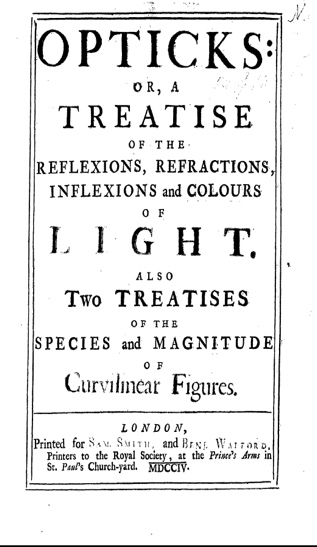 OPTICKS:
OR, A
TREATISE
OF THE
REFLEXIONS, REFRACTIONS,
INFLEXIONS and COLOURS
OF
LIGHT.
ALSO
Two TREATISES
OF THE
SPECIES and MAGNITUDE
OF
Curvilinear Figures.
LONDON,
Printed for SAM. SMITH, and BENJ. WALFORD,
Printers to the Royal Society, at the Prince's Arms in
St. Paul's Church-yard. MDCCIV.